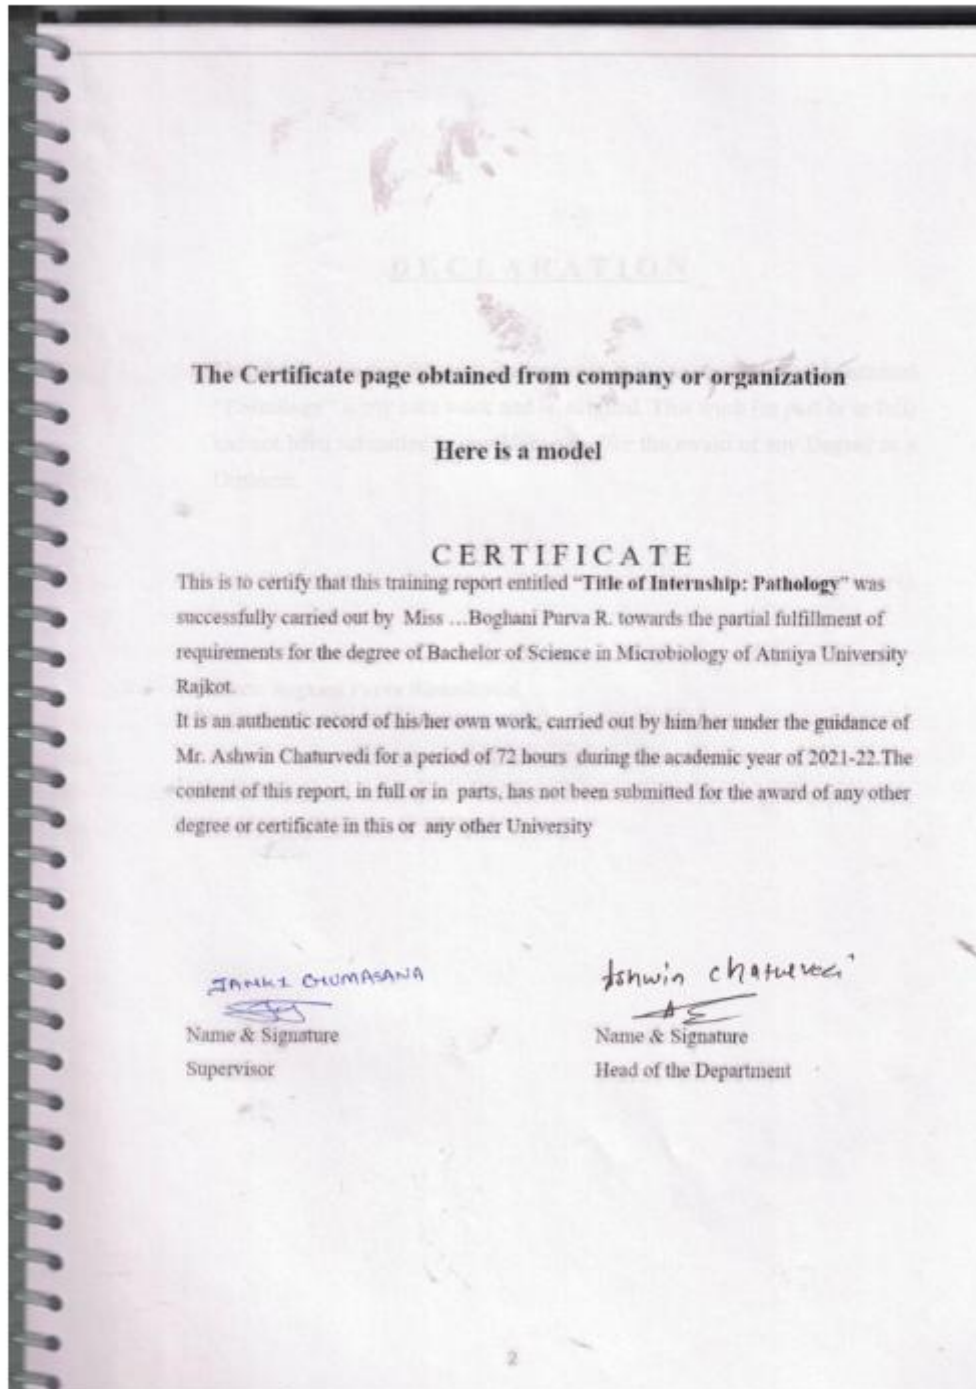 DECLARATION
The Certificate page obtained from company or organization
Here is a model
CERTIFICATE
This is to certify that this training report entitled “Title of Internship: Pathology” was
successfully carried out by Miss ...Boghani Purva R. towards the partial fulfillment of
requirements for the degree of Bachelor of Science in Microbiology of Atmiya University
Rajkot.
It is an authentic record of his/her own work, carried out by him/her under the guidance of
Mr. Ashwin Chaturvedi for a period of 72 hours during the academic year of 2021-22.The
content of this report, in full or in parts, has not been submitted for the award of any other
degree or certificate in this or any other University
JANKI GHUMASANA
Ashwin Chaturvedi
Name & Signature
Name & Signature
Supervisor
Head of the Department
2